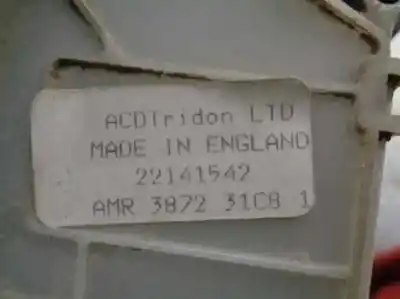 ACDTridon LTD
MADE IN ENGLAND
22141542
AMR 3872 31C8 1